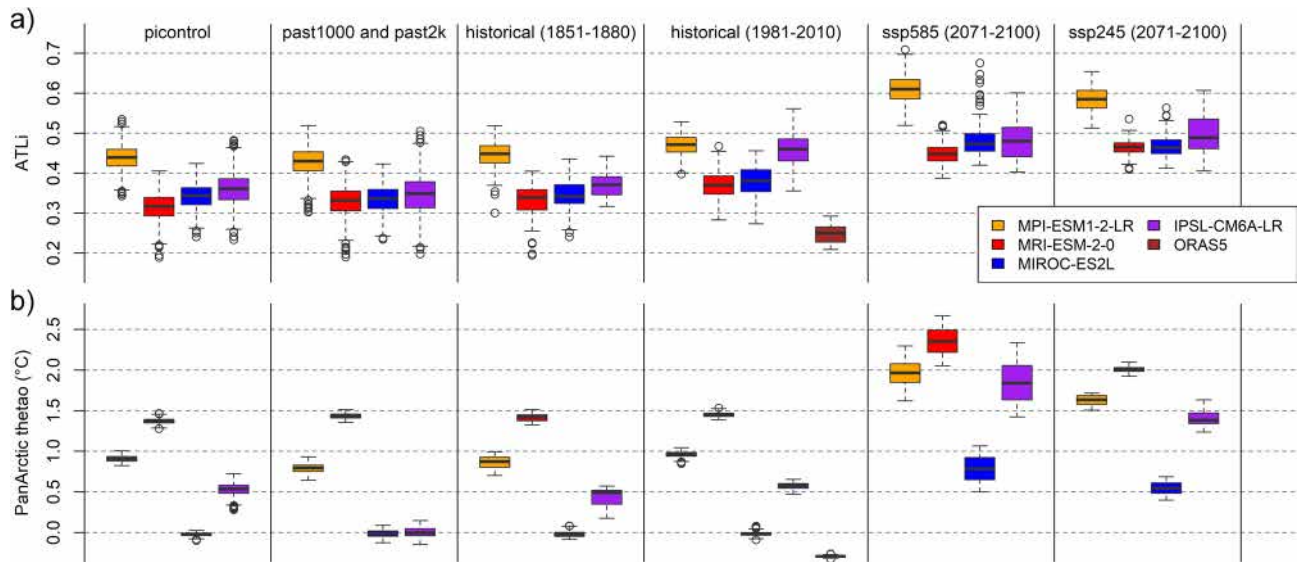 a)
picontrol
past1000 and past2k
historical (1851-1880)
historical (1981-2010)
ssp585 (2071-2100)
ssp245 (2071-2100)
ATLi
0.7
0.6
0.5
0.4
0.3
0.2
MPI-ESM1-2-LR
IPSL-CM6A-LR
MRI-ESM-2-0
ORAS5
MIROC-ES2L
b)
PanArctic thetao (°C)
2.5
2.0
1.5
1.0
0.5
0.0